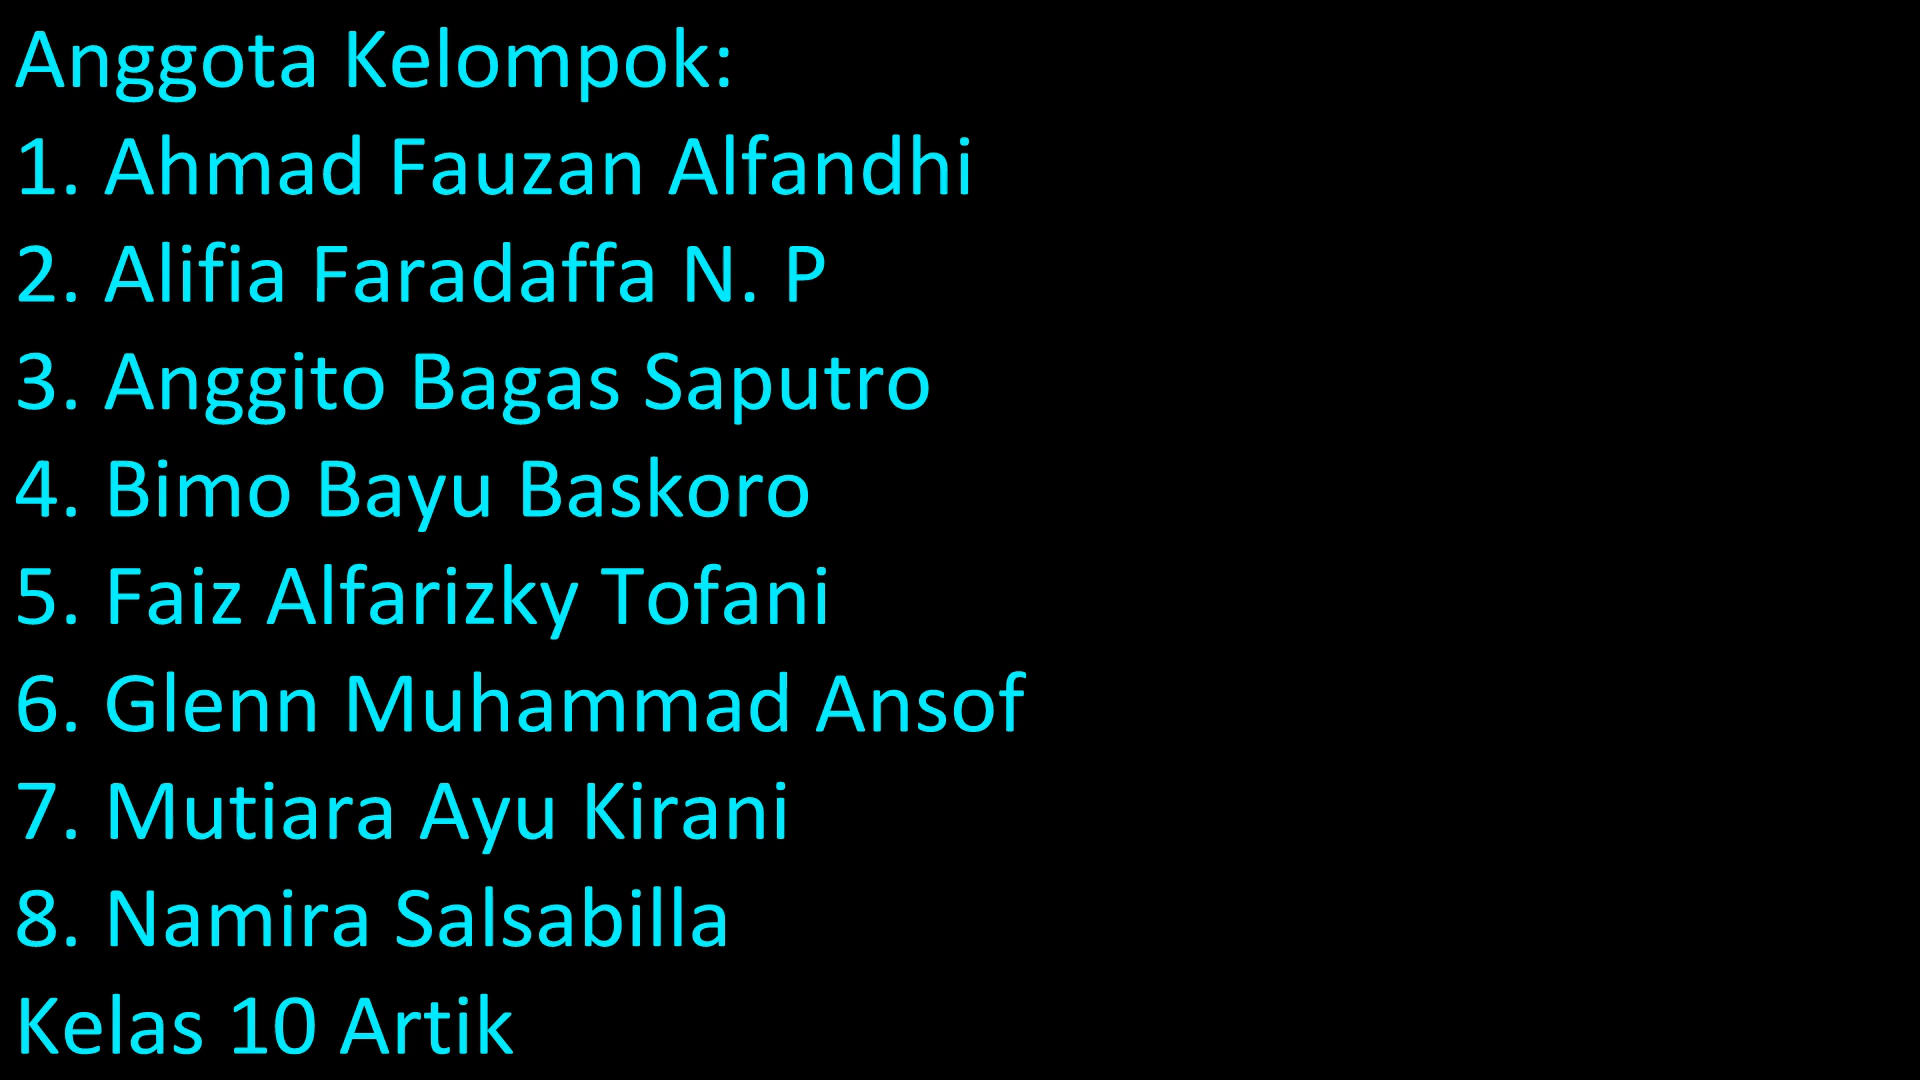 Anggota Kelompok:
1. Ahmad Fauzan Alfandhi
2. Alifia Faradaffa N. P
3. Anggito Bagas Saputro
4. Bimo Bayu Baskoro
5. Faiz Alfarizky Tofani
6. Glenn Muhammad Ansof
7. Mutiara Ayu Kirani
8. Namira Salsabilla
Kelas 10 Artik